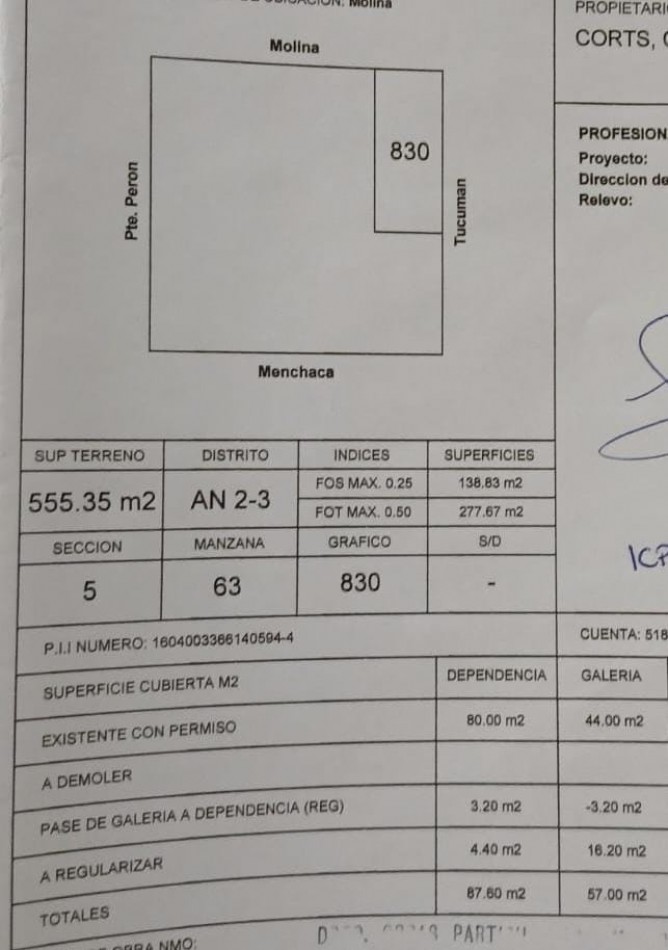 UBICACION: Molina
PROPIETARIO
CORTS,
Molina
830
Pte. Peron
Tucuman
Menchaca
PROFESION
Proyecto:
Direccion de
Relevo:
SUP TERRENO DISTRITO INDICES SUPERFICIES
555.35 m2 AN 2-3 FOS MAX. 0.25 138.83 m2
FOT MAX. 0.50 277.67 m2
SECCION MANZANA GRAFICO S/D
5 63 830 -
P.I.I NUMERO: 1604003366140594-4 CUENTA: 518
SUPERFICIE CUBIERTA M2 DEPENDENCIA GALERIA
EXISTENTE CON PERMISO 80.00 m2 44.00 m2
A DEMOLER
PASE DE GALERIA A DEPENDENCIA (REG) 3.20 m2 -3.20 m2
A REGULARIZAR 4.40 m2 16.20 m2
TOTALES 87.60 m2 57.00 m2